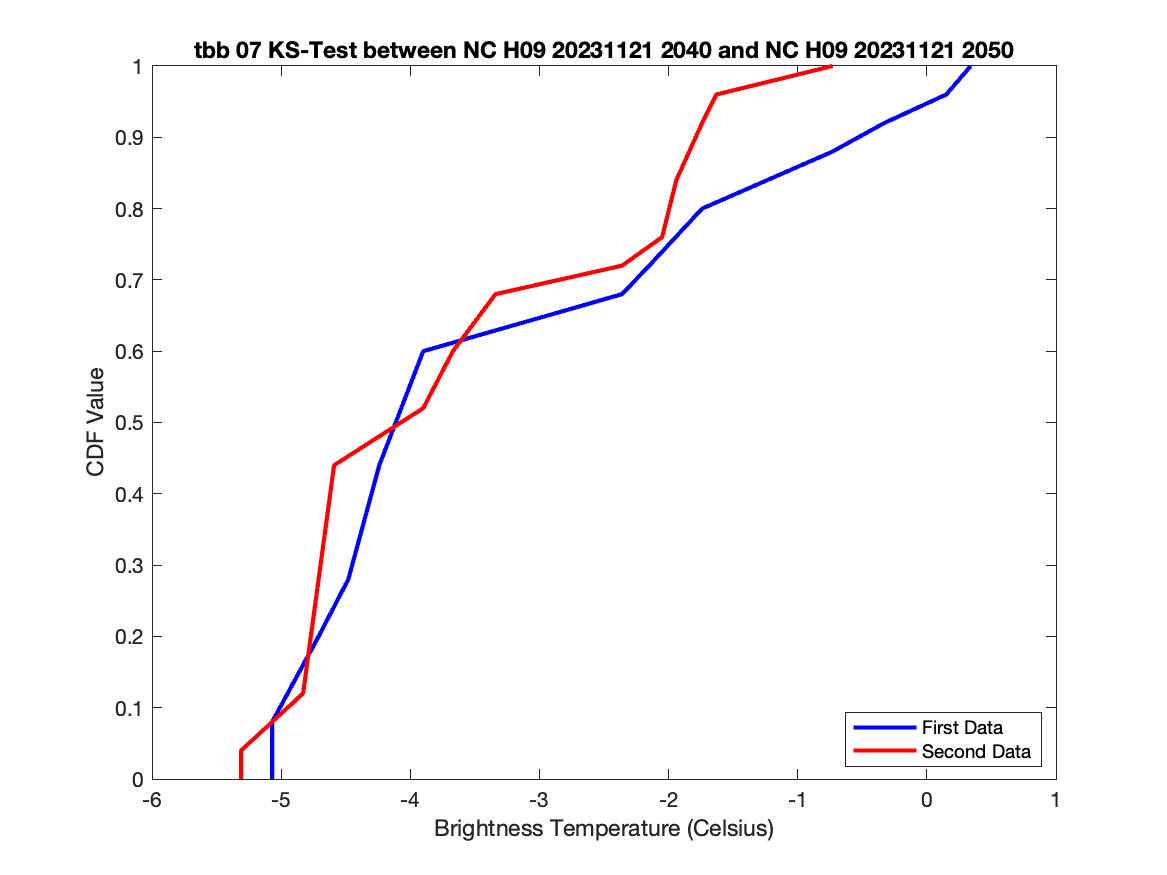 tbb 07 KS-Test between NC H09 20231121 2040 and NC H09 20231121 2050
1
0.9
0.8
0.7
0.6
0.5
0.4
0.3
0.2
0.1
0
CDF Value
First Data
Second Data
-6 -5 -4 -3 -2 -1 0 1
Brightness Temperature (Celsius)